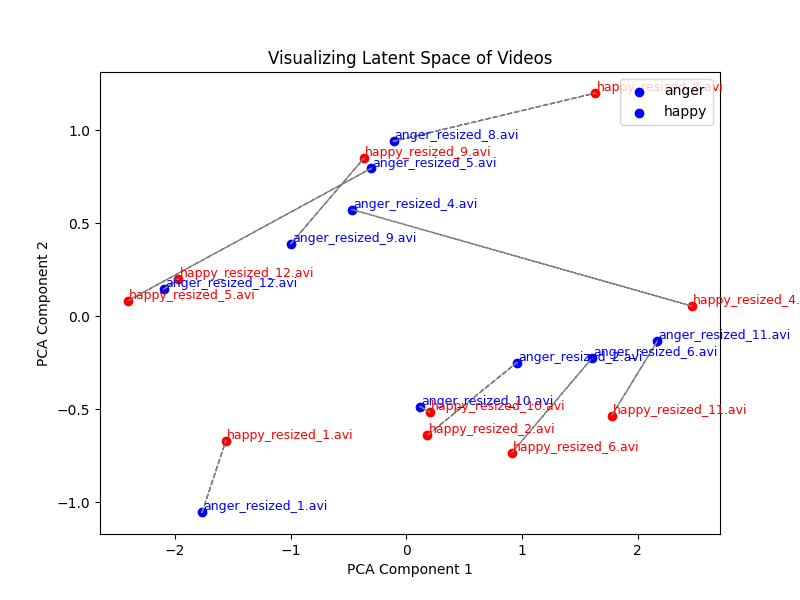 Visualizing Latent Space of Videos
anger
happy
anger_resized_8.avi
happy_resized_9.avi
anger_resized_5.avi
anger_resized_4.avi
anger_resized_9.avi
happy_resized_12.avi
anger_resized_12.avi
happy_resized_5.avi
happy_resized_4.
anger_resized_11.avi
anger_resized_6.avi
anger_resized_2.avi
anger_resized_10.avi
happy_resized_10.avi
happy_resized_11.avi
happy_resized_2.avi
happy_resized_1.avi
happy_resized_6.avi
anger_resized_1.avi
1.0
0.5
0.0
−0.5
−1.0
PCA Component 2
−2
−1
0
1
2
PCA Component 1